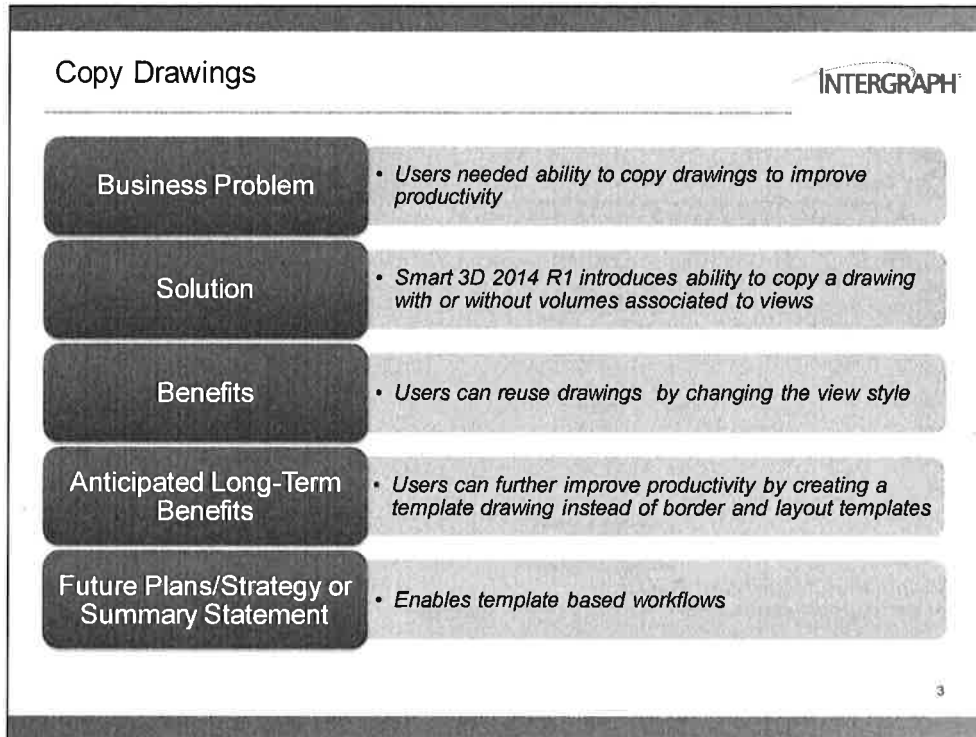 Copy Drawings
INTERGRAPH
Business Problem
• Users needed ability to copy drawings to improve
productivity
Solution
• Smart 3D 2014 R1 introduces ability to copy a drawing
with or without volumes associated to views
Benefits
• Users can reuse drawings by changing the view style
Anticipated Long-Term
Benefits
• Users can further improve productivity by creating a
template drawing instead of border and layout templates
Future Plans/Strategy or
Summary Statement
• Enables template based workflows
3